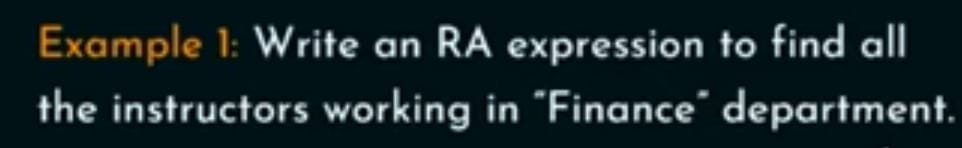 Example 1: Write an RA expression to find all
the instructors working in "Finance" department.